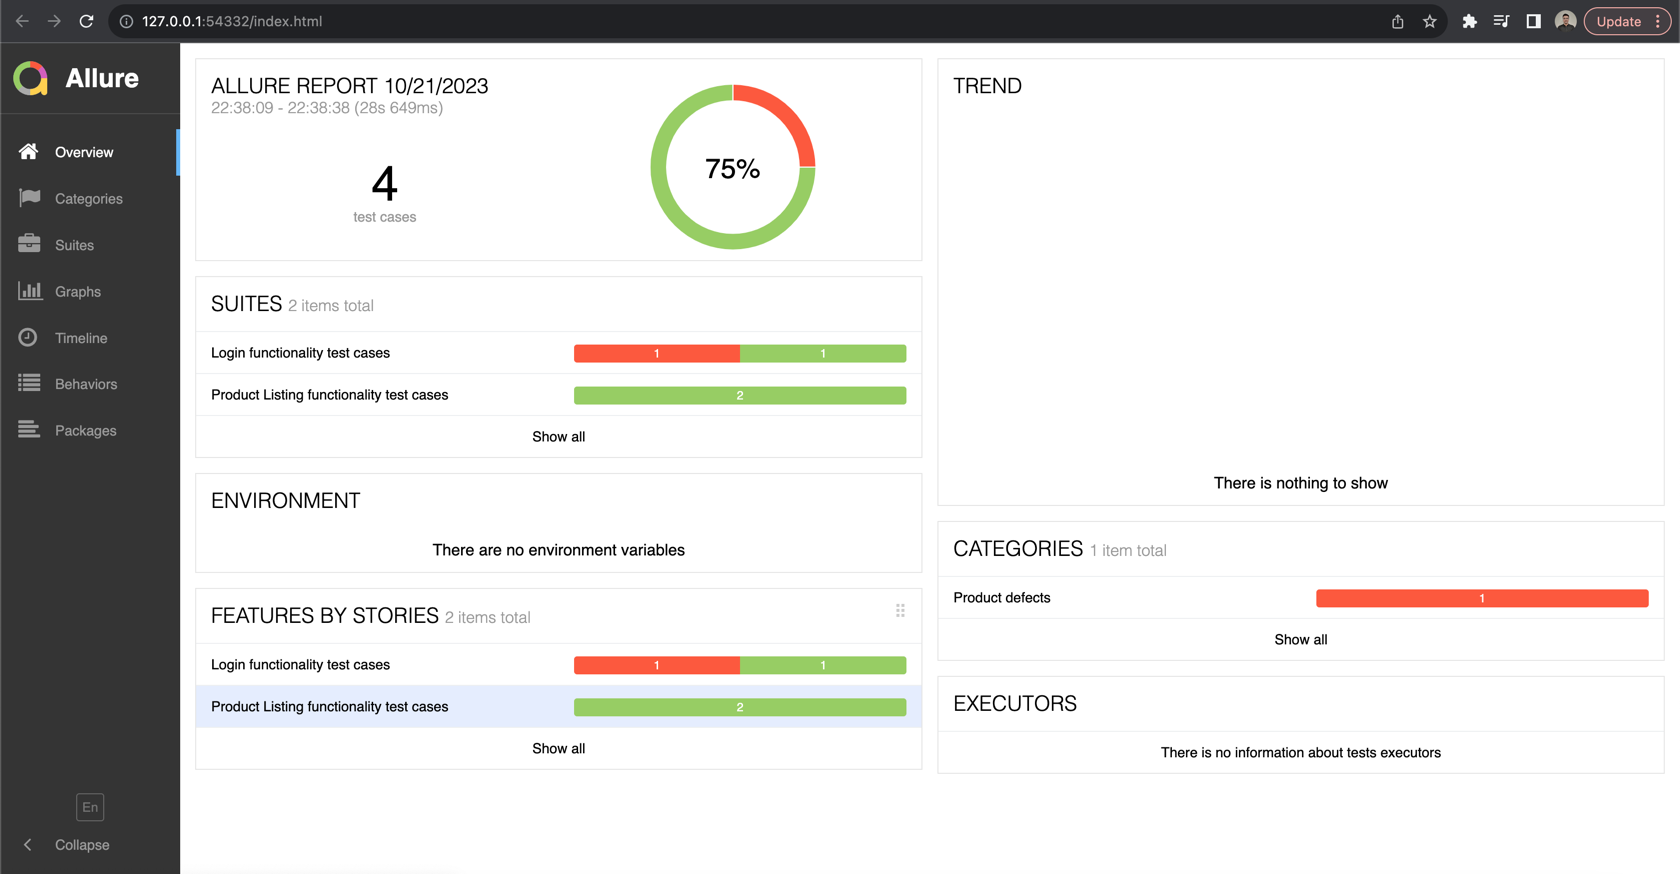 127.0.0.1:54332/index.html
Update
Allure
Overview
Categories
Suites
Graphs
Timeline
Behaviors
Packages
En
Collapse
ALLURE REPORT 10/21/2023
22:38:09 - 22:38:38 (28s 649ms)
4
test cases
75%
SUITES 2 items total
Login functionality test cases 1 1
Product Listing functionality test cases 2
Show all
ENVIRONMENT
There are no environment variables
FEATURES BY STORIES 2 items total
Login functionality test cases 1 1
Product Listing functionality test cases 2
Show all
TREND
There is nothing to show
CATEGORIES 1 item total
Product defects 1
Show all
EXECUTORS
There is no information about tests executors